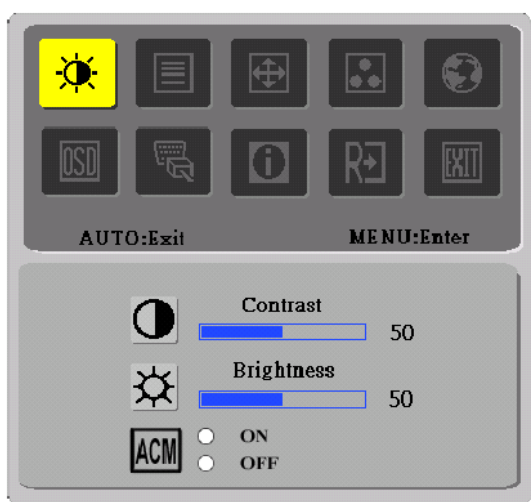 OSD
R
EXIT
AUTO:Exit MENU:Enter
Contrast
50
Brightness
50
ACM ON
OFF